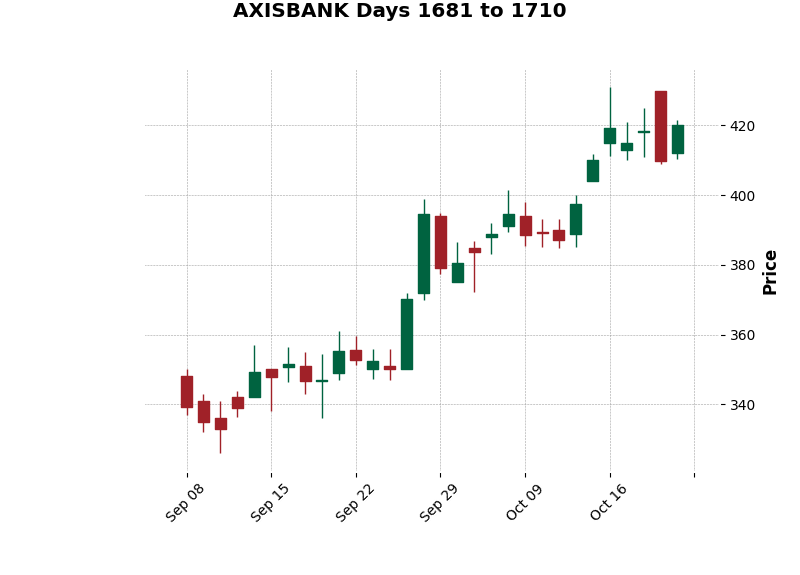 AXISBANK Days 1681 to 1710
420
400
380
360
340
Price
Sep 08
Sep 15
Sep 22
Sep 29
Oct 09
Oct 16